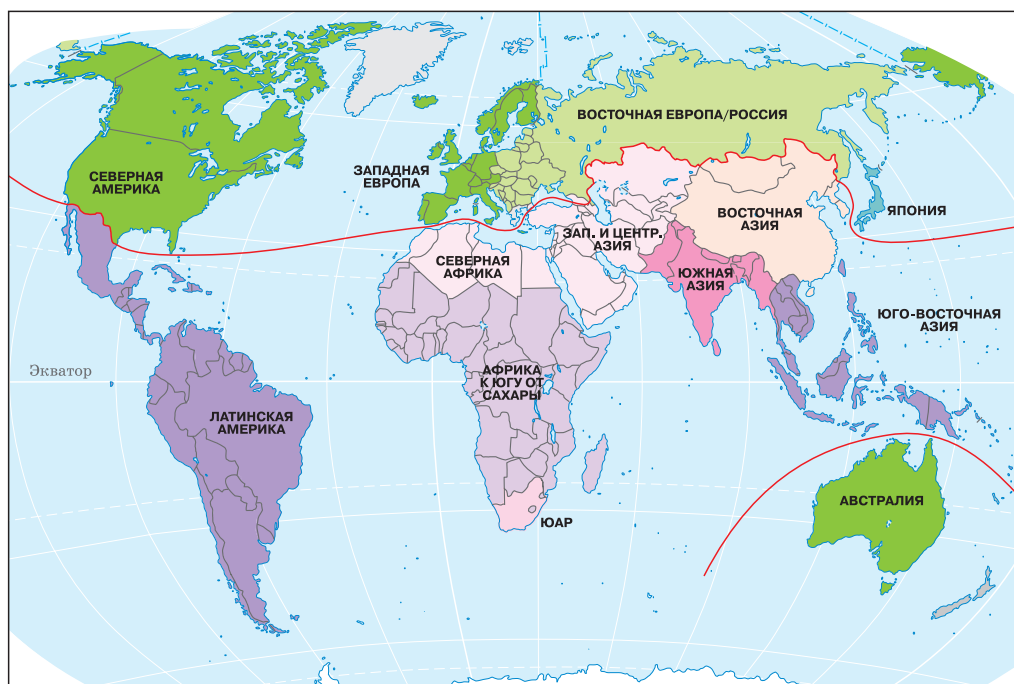 ВОСТОЧНАЯ ЕВРОПА/РОССИЯ
ЗАПАДНАЯ
ЕВРОПА
СЕВЕРНАЯ
АМЕРИКА
ЯПОНИЯ
ВОСТОЧНАЯ
АЗИЯ
ЗАП. И ЦЕНТР.
АЗИЯ
СЕВЕРНАЯ
АФРИКА
ЮЖНАЯ
АЗИЯ
ЮГО-ВОСТОЧНАЯ
АЗИЯ
Экватор
АФРИКА
К ЮГУ ОТ
САХАРЫ
ЛАТИНСКАЯ
АМЕРИКА
АВСТРАЛИЯ
ЮАР